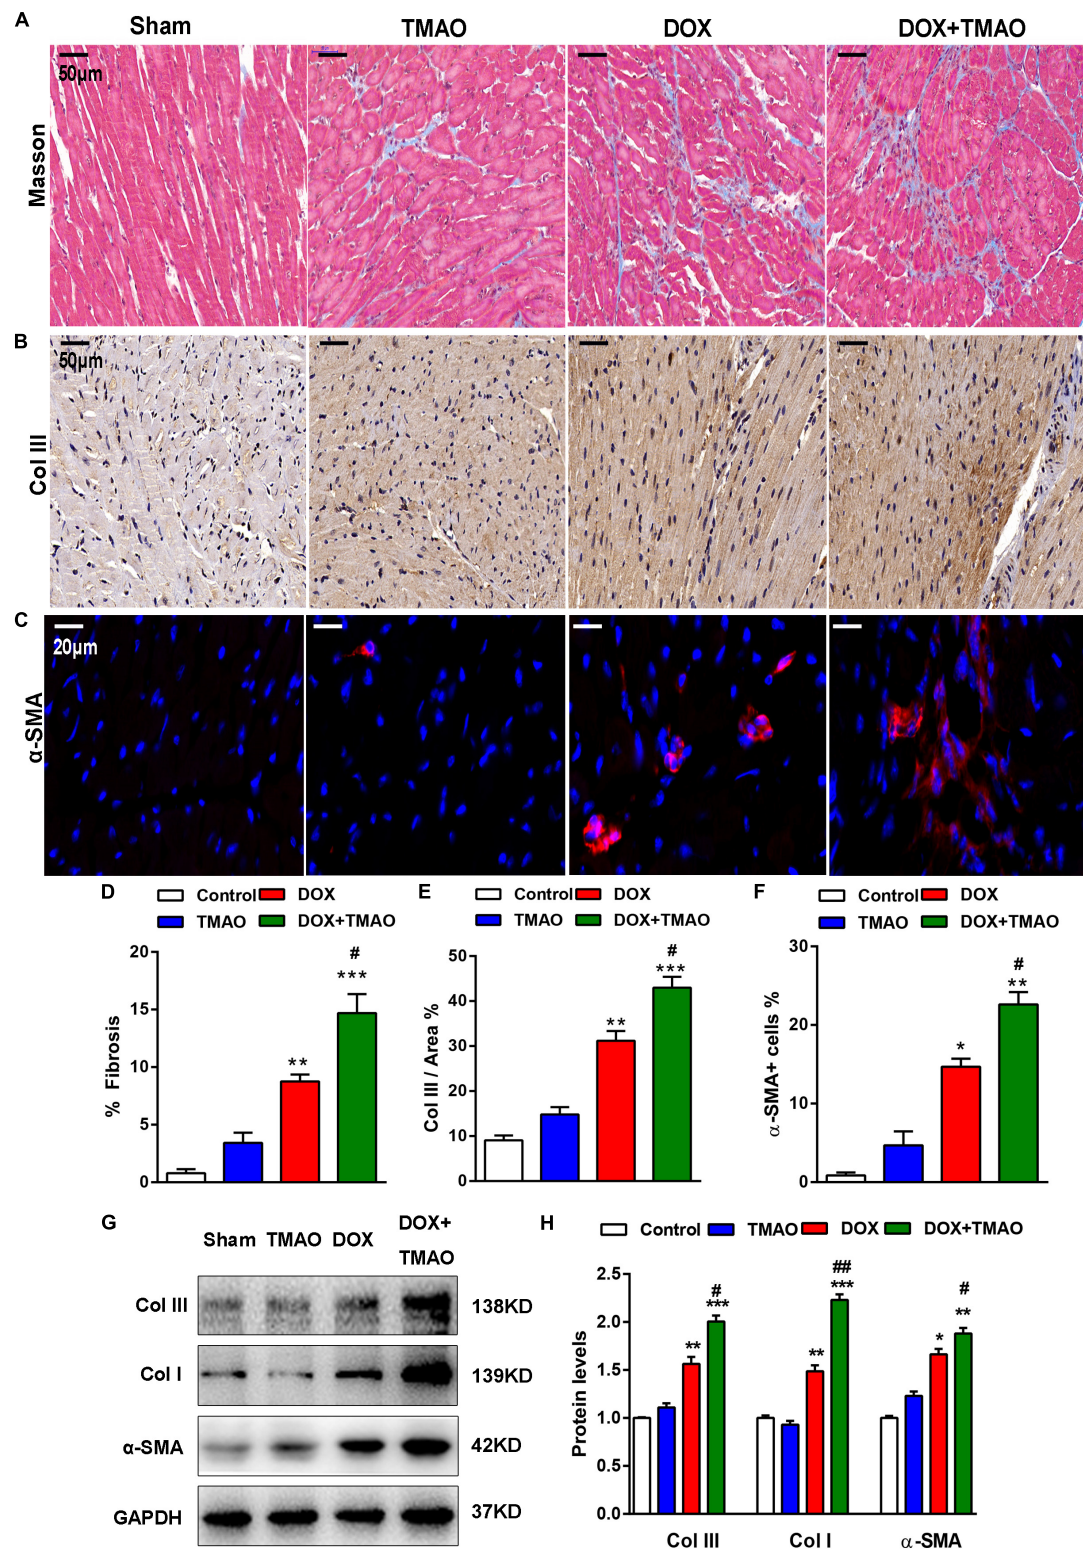 A
Sham
TMAO
DOX
DOX+TMAO
50μm
Masson
B
50μm
Col III
C
20μm
α-SMA
D
Control
DOX
TMAO
DOX+TMAO
20
15
10
5
0
% Fibrosis
**
#
***
E
Control
DOX
TMAO
DOX+TMAO
50
40
30
20
10
0
Col III / Area %
**
#
***
F
Control
DOX
TMAO
DOX+TMAO
30
20
10
0
α-SMA+ cells %
*
#
**
G
Sham TMAO DOX DOX+
TMAO
Col III 138KD
Col I 139KD
α-SMA 42KD
GAPDH 37KD
H
Control TMAO DOX DOX+TMAO
2.5
2.0
1.5
1.0
0.5
0.0
Protein levels
**
#
***
**
##
***
*
#
**
Col III Col I α-SMA